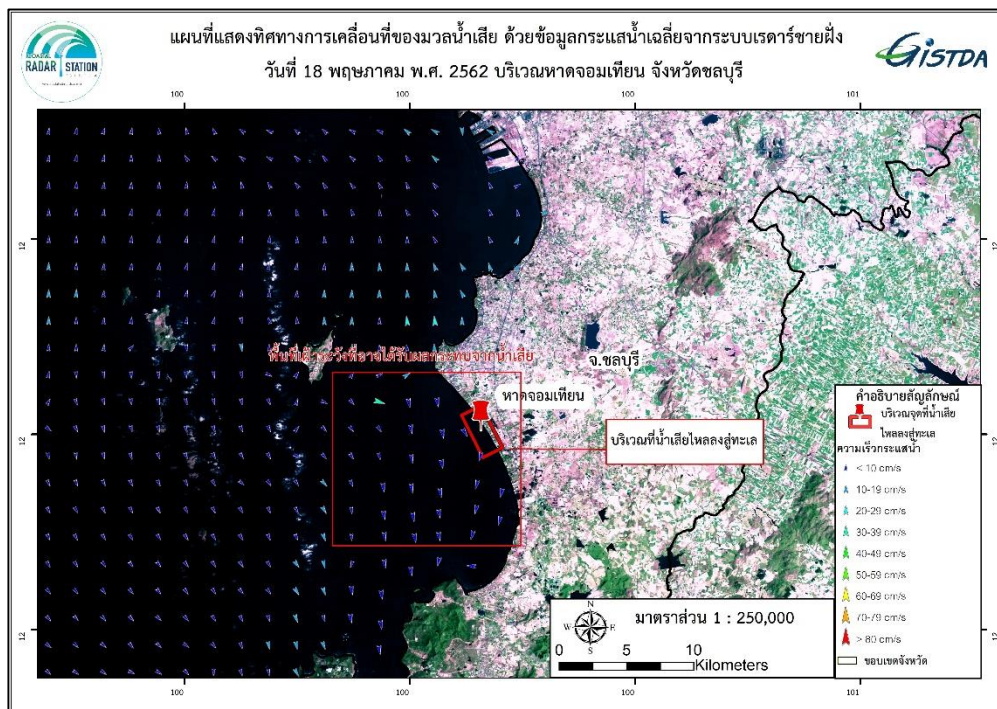 COASTAL
RADAR STATION
แผนที่แสดงทิศทางการเคลื่อนที่ของมวลน้ำเสีย ด้วยข้อมูลกระแสน้ำเฉลี่ยจากระบบเรดาร์ชายฝั่ง
วันที่ 18 พฤษภาคม พ.ศ. 2562 บริเวณหาดจอมเทียน จังหวัดชลบุรี
GISTDA
100 100 100 101
12 12
พื้นที่เฝ้าระวังที่อาจได้รับผลกระทบจากน้ำเสีย
จ.ชลบุรี
หาดจอมเทียน
บริเวณที่น้ำเสียไหลลงสู่ทะเล
12 12
คำอธิบายสัญลักษณ์
บริเวณจุดที่น้ำเสีย
ไหลลงสู่ทะเล
ความเร็วกระแสน้ำ
< 10 cm/s
10-19 cm/s
20-29 cm/s
30-39 cm/s
40-49 cm/s
50-59 cm/s
60-69 cm/s
70-79 cm/s
> 80 cm/s
ขอบเขตจังหวัด
N
W E
S
มาตราส่วน 1 : 250,000
0 5 10
Kilometers
12 12
100 100 100 101